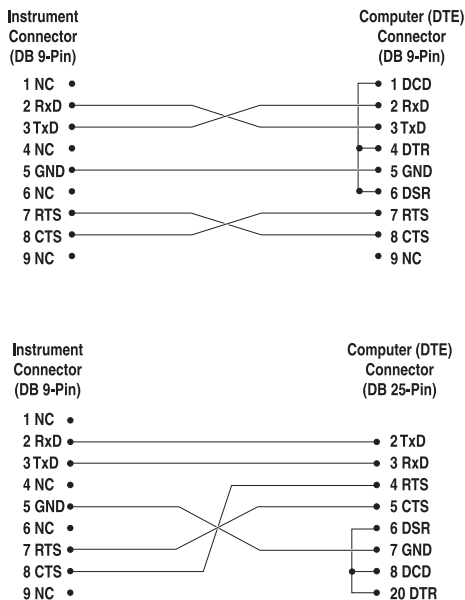 Instrument
Connector
(DB 9-Pin)
Computer (DTE)
Connector
(DB 9-Pin)
1 NC
1 DCD
2 RxD
2 RxD
3 TxD
3 TxD
4 NC
4 DTR
5 GND
5 GND
6 NC
6 DSR
7 RTS
7 RTS
8 CTS
8 CTS
9 NC
9 NC
Instrument
Connector
(DB 9-Pin)
Computer (DTE)
Connector
(DB 25-Pin)
1 NC
2 RxD
2 TxD
3 TxD
3 RxD
4 NC
4 RTS
5 GND
5 CTS
6 NC
6 DSR
7 RTS
7 GND
8 CTS
8 DCD
9 NC
20 DTR